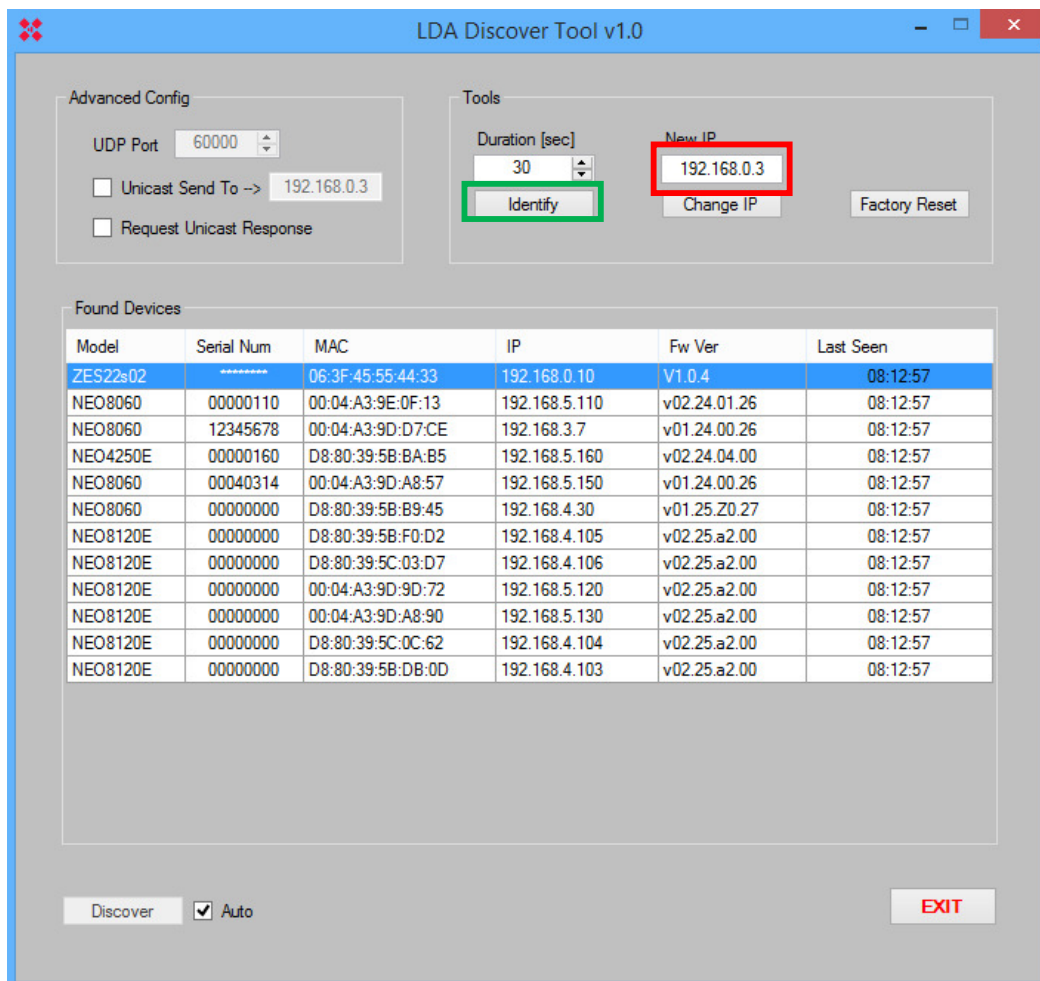 LDA Discover Tool v1.0
Advanced Config
UDP Port 60000
Unicast Send To --> 192.168.0.3
Request Unicast Response
Tools
Duration [sec] New IP
30 192.168.0.3
Identify Change IP Factory Reset
Found Devices
Model Serial Num MAC IP Fw Ver Last Seen
ZES22s02 ******** 06:3F:45:55:44:33 192.168.0.10 V1.0.4 08:12:57
NEO8060 00000110 00:04:A3:9E:0F:13 192.168.5.110 v02.24.01.26 08:12:57
NEO8060 12345678 00:04:A3:9D:D7:CE 192.168.3.7 v01.24.00.26 08:12:57
NEO4250E 00000160 D8:80:39:5B:BA:B5 192.168.5.160 v02.24.04.00 08:12:57
NEO8060 00040314 00:04:A3:9D:A8:57 192.168.5.150 v01.24.00.26 08:12:57
NEO8060 00000000 D8:80:39:5B:B9:45 192.168.4.30 v01.25.Z0.27 08:12:57
NEO8120E 00000000 D8:80:39:5B:F0:D2 192.168.4.105 v02.25.a2.00 08:12:57
NEO8120E 00000000 D8:80:39:5C:03:D7 192.168.4.106 v02.25.a2.00 08:12:57
NEO8120E 00000000 00:04:A3:9D:9D:72 192.168.5.120 v02.25.a2.00 08:12:57
NEO8120E 00000000 00:04:A3:9D:A8:90 192.168.5.130 v02.25.a2.00 08:12:57
NEO8120E 00000000 D8:80:39:5C:0C:62 192.168.4.104 v02.25.a2.00 08:12:57
NEO8120E 00000000 D8:80:39:5B:DB:0D 192.168.4.103 v02.25.a2.00 08:12:57
Discover Auto EXIT